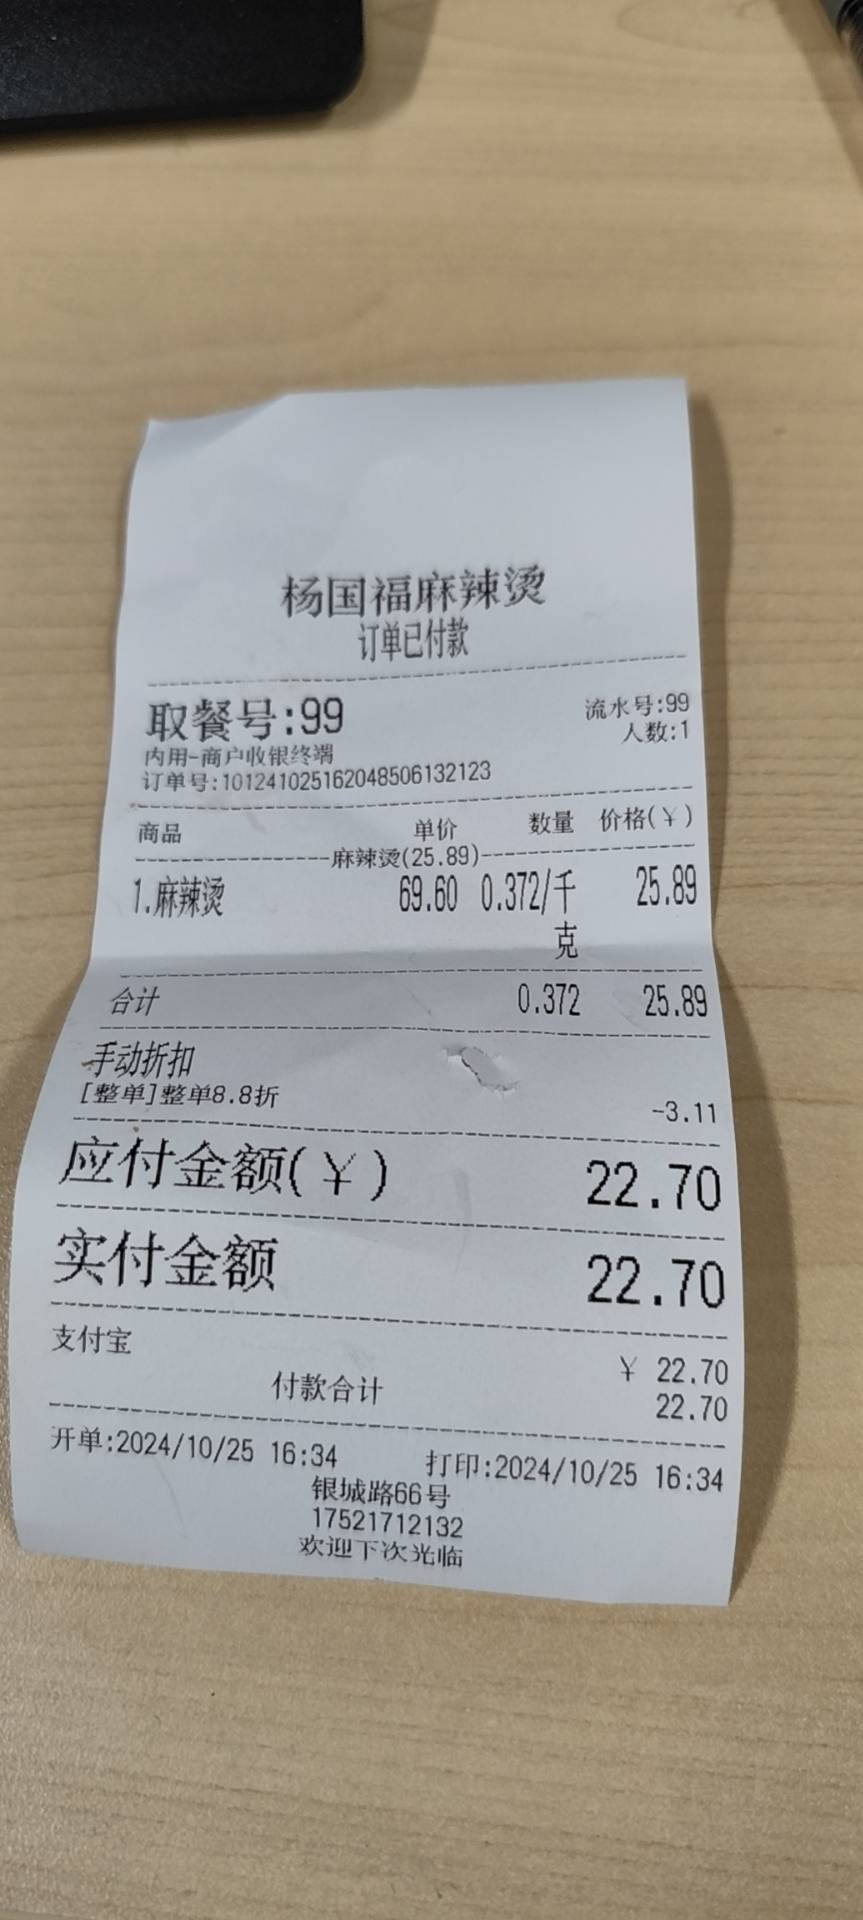 杨国福麻辣烫
订单已付款
取餐号:99
流水号:99
人数:1
内用-商户收银终端
订单号:101241025162048506132123
商品 单价 数量 价格(￥)
麻辣烫(25.89)
1.麻辣烫 69.60 0.372/千克 25.89
合计 0.372 25.89
手动折扣
[整单]整单8.8折 -3.11
应付金额(￥) 22.70
实付金额 22.70
支付宝 ￥ 22.70
付款合计 22.70
开单:2024/10/25 16:34 打印:2024/10/25 16:34
银城路66号
17521712132
欢迎下次光临